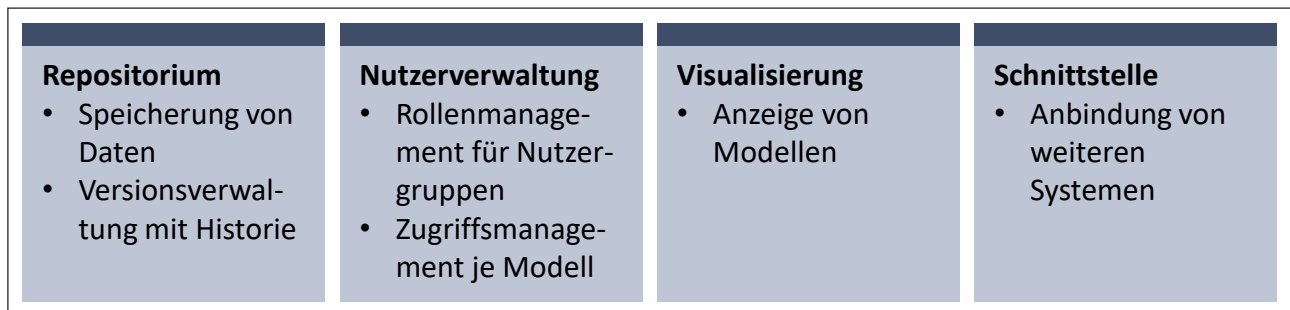 Repositorium
• Speicherung von
Daten
• Versionsverwal-
tung mit Historie
Nutzerverwaltung
• Rollenmanage-
ment für Nutzer-
gruppen
• Zugriffsmanage-
ment je Modell
Visualisierung
• Anzeige von
Modellen
Schnittstelle
• Anbindung von
weiteren
Systemen